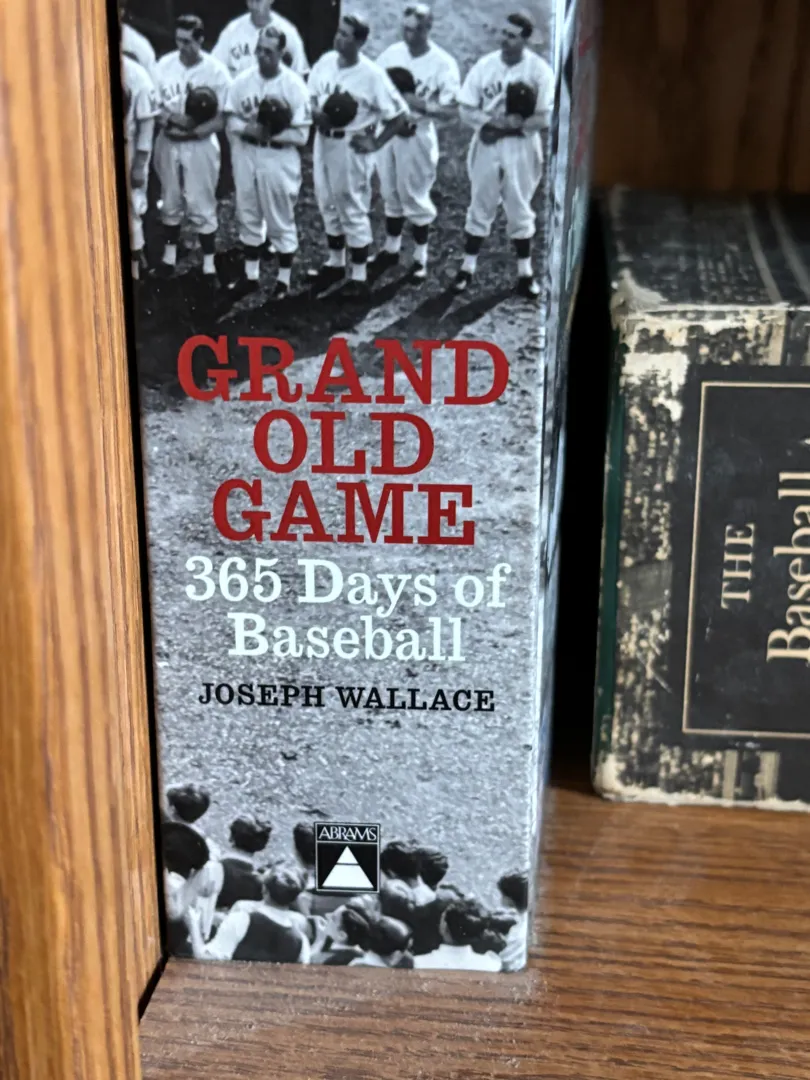 GRAND
OLD
GAME
365 Days of
Baseball
JOSEPH WALLACE
ABRAMS
THE
Baseball